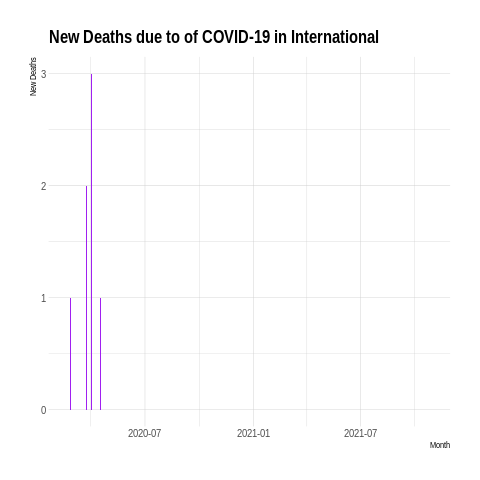 New Deaths due to of COVID-19 in International
New Deaths
3
2
1
0
2020-07 2021-01 2021-07
Month